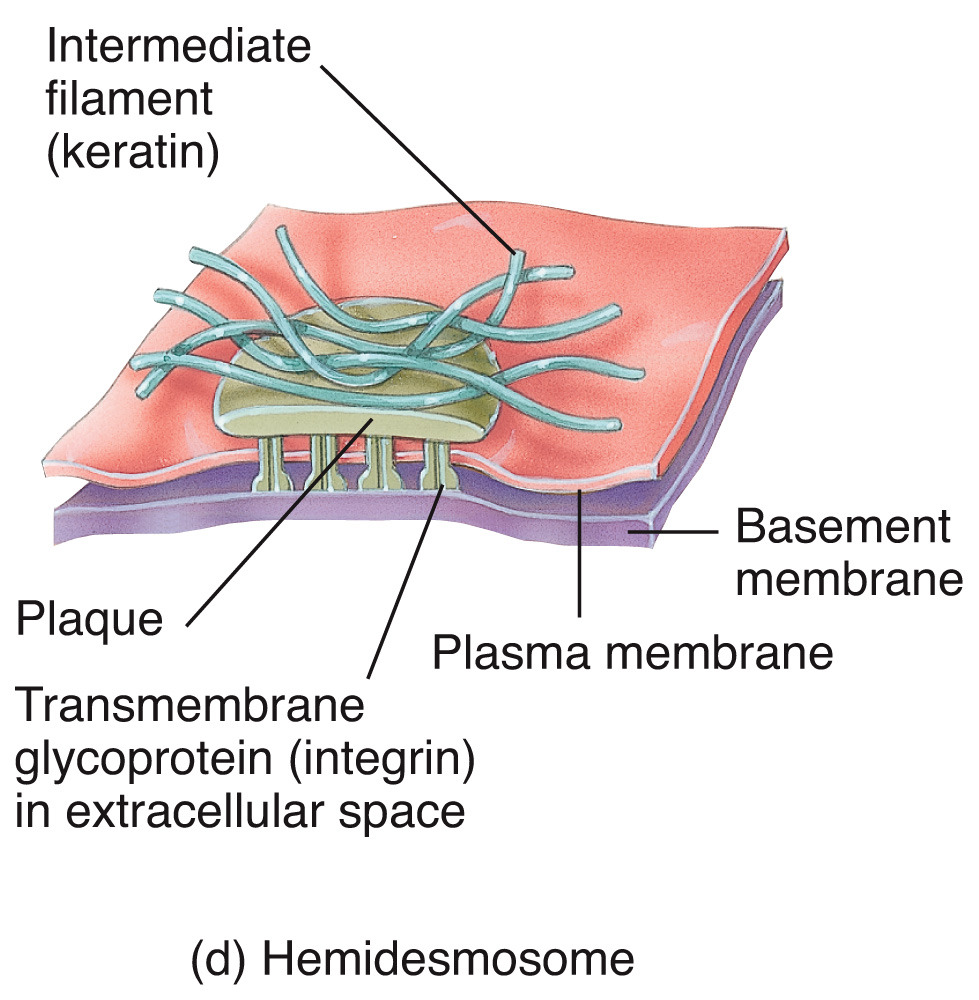 Intermediate
filament
(keratin)
Basement
membrane
Plaque
Plasma membrane
Transmembrane
glycoprotein (integrin)
in extracellular space
(d) Hemidesmosome